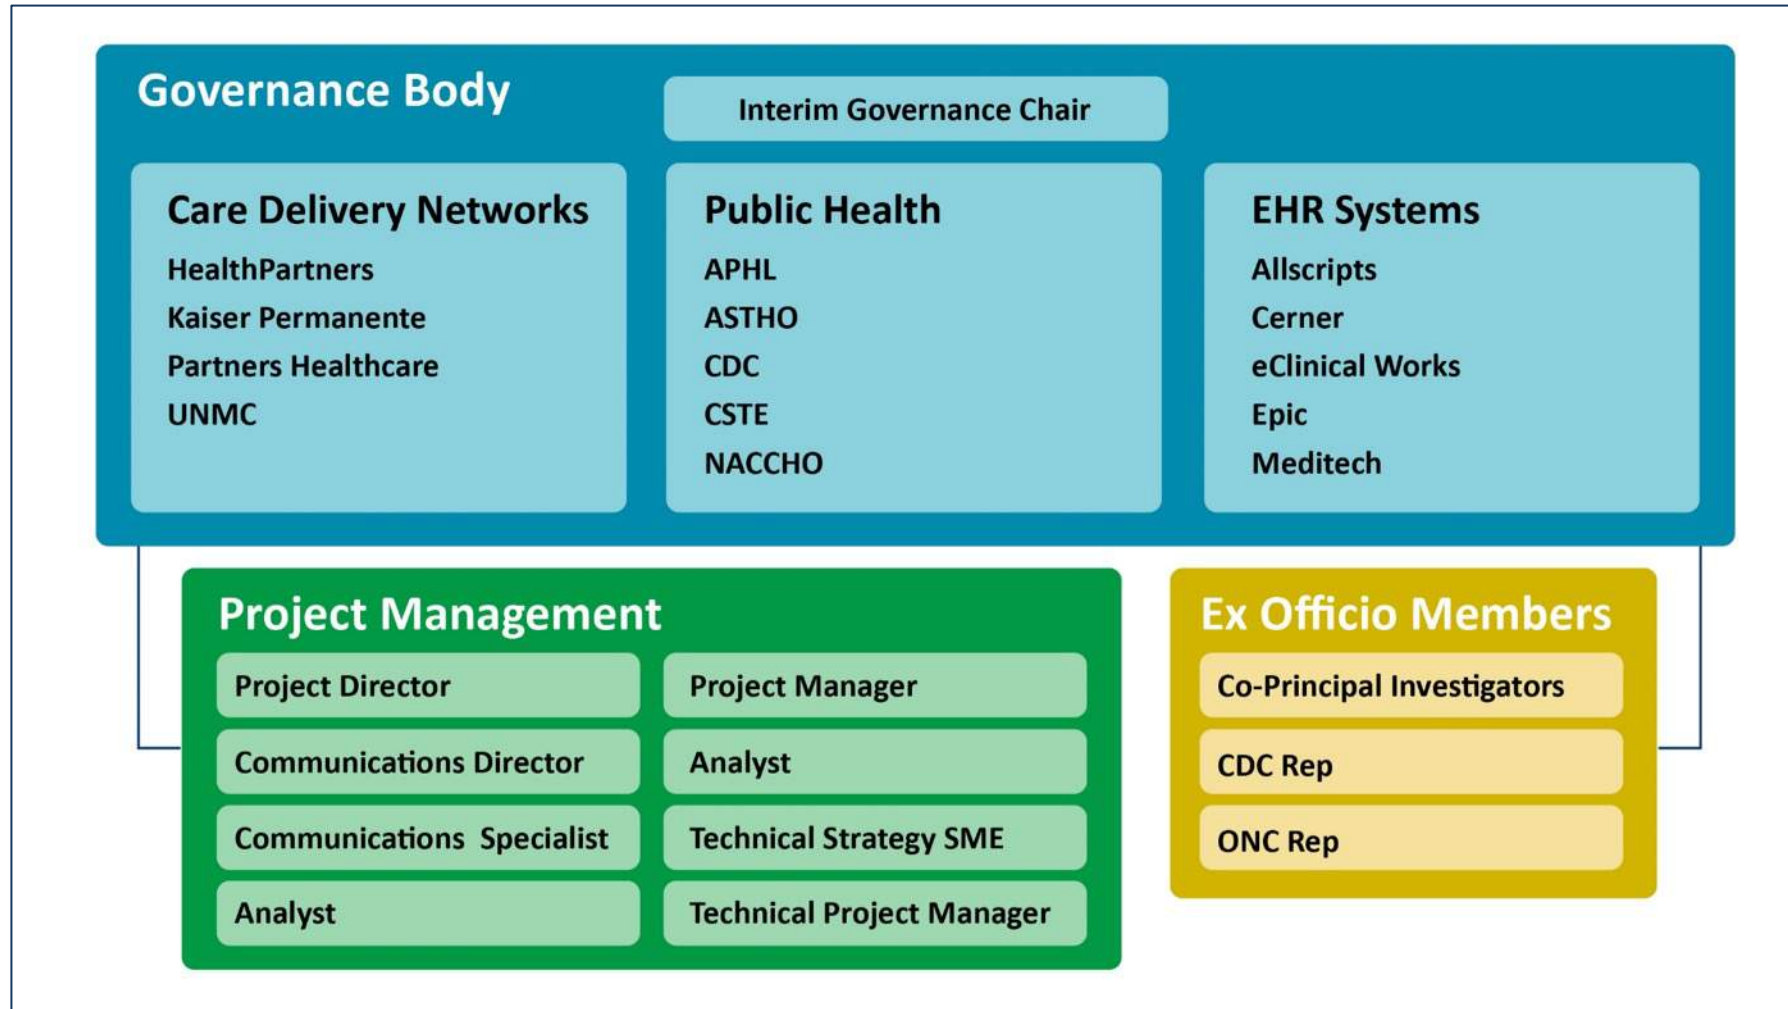 Governance Body
Interim Governance Chair
Care Delivery Networks
HealthPartners
Kaiser Permanente
Partners Healthcare
UNMC
Public Health
APHL
ASTHO
CDC
CSTE
NACCHO
EHR Systems
Allscripts
Cerner
eClinical Works
Epic
Meditech
Project Management
Project Director
Communications Director
Communications Specialist
Analyst
Project Manager
Analyst
Technical Strategy SME
Technical Project Manager
Ex Officio Members
Co-Principal Investigators
CDC Rep
ONC Rep